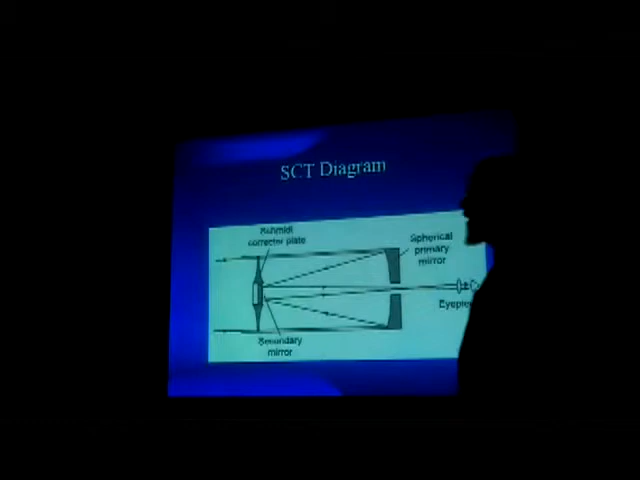 SCT Diagram
Schmidt
corrector plate
Spherical
primary
mirror
Secondary
mirror